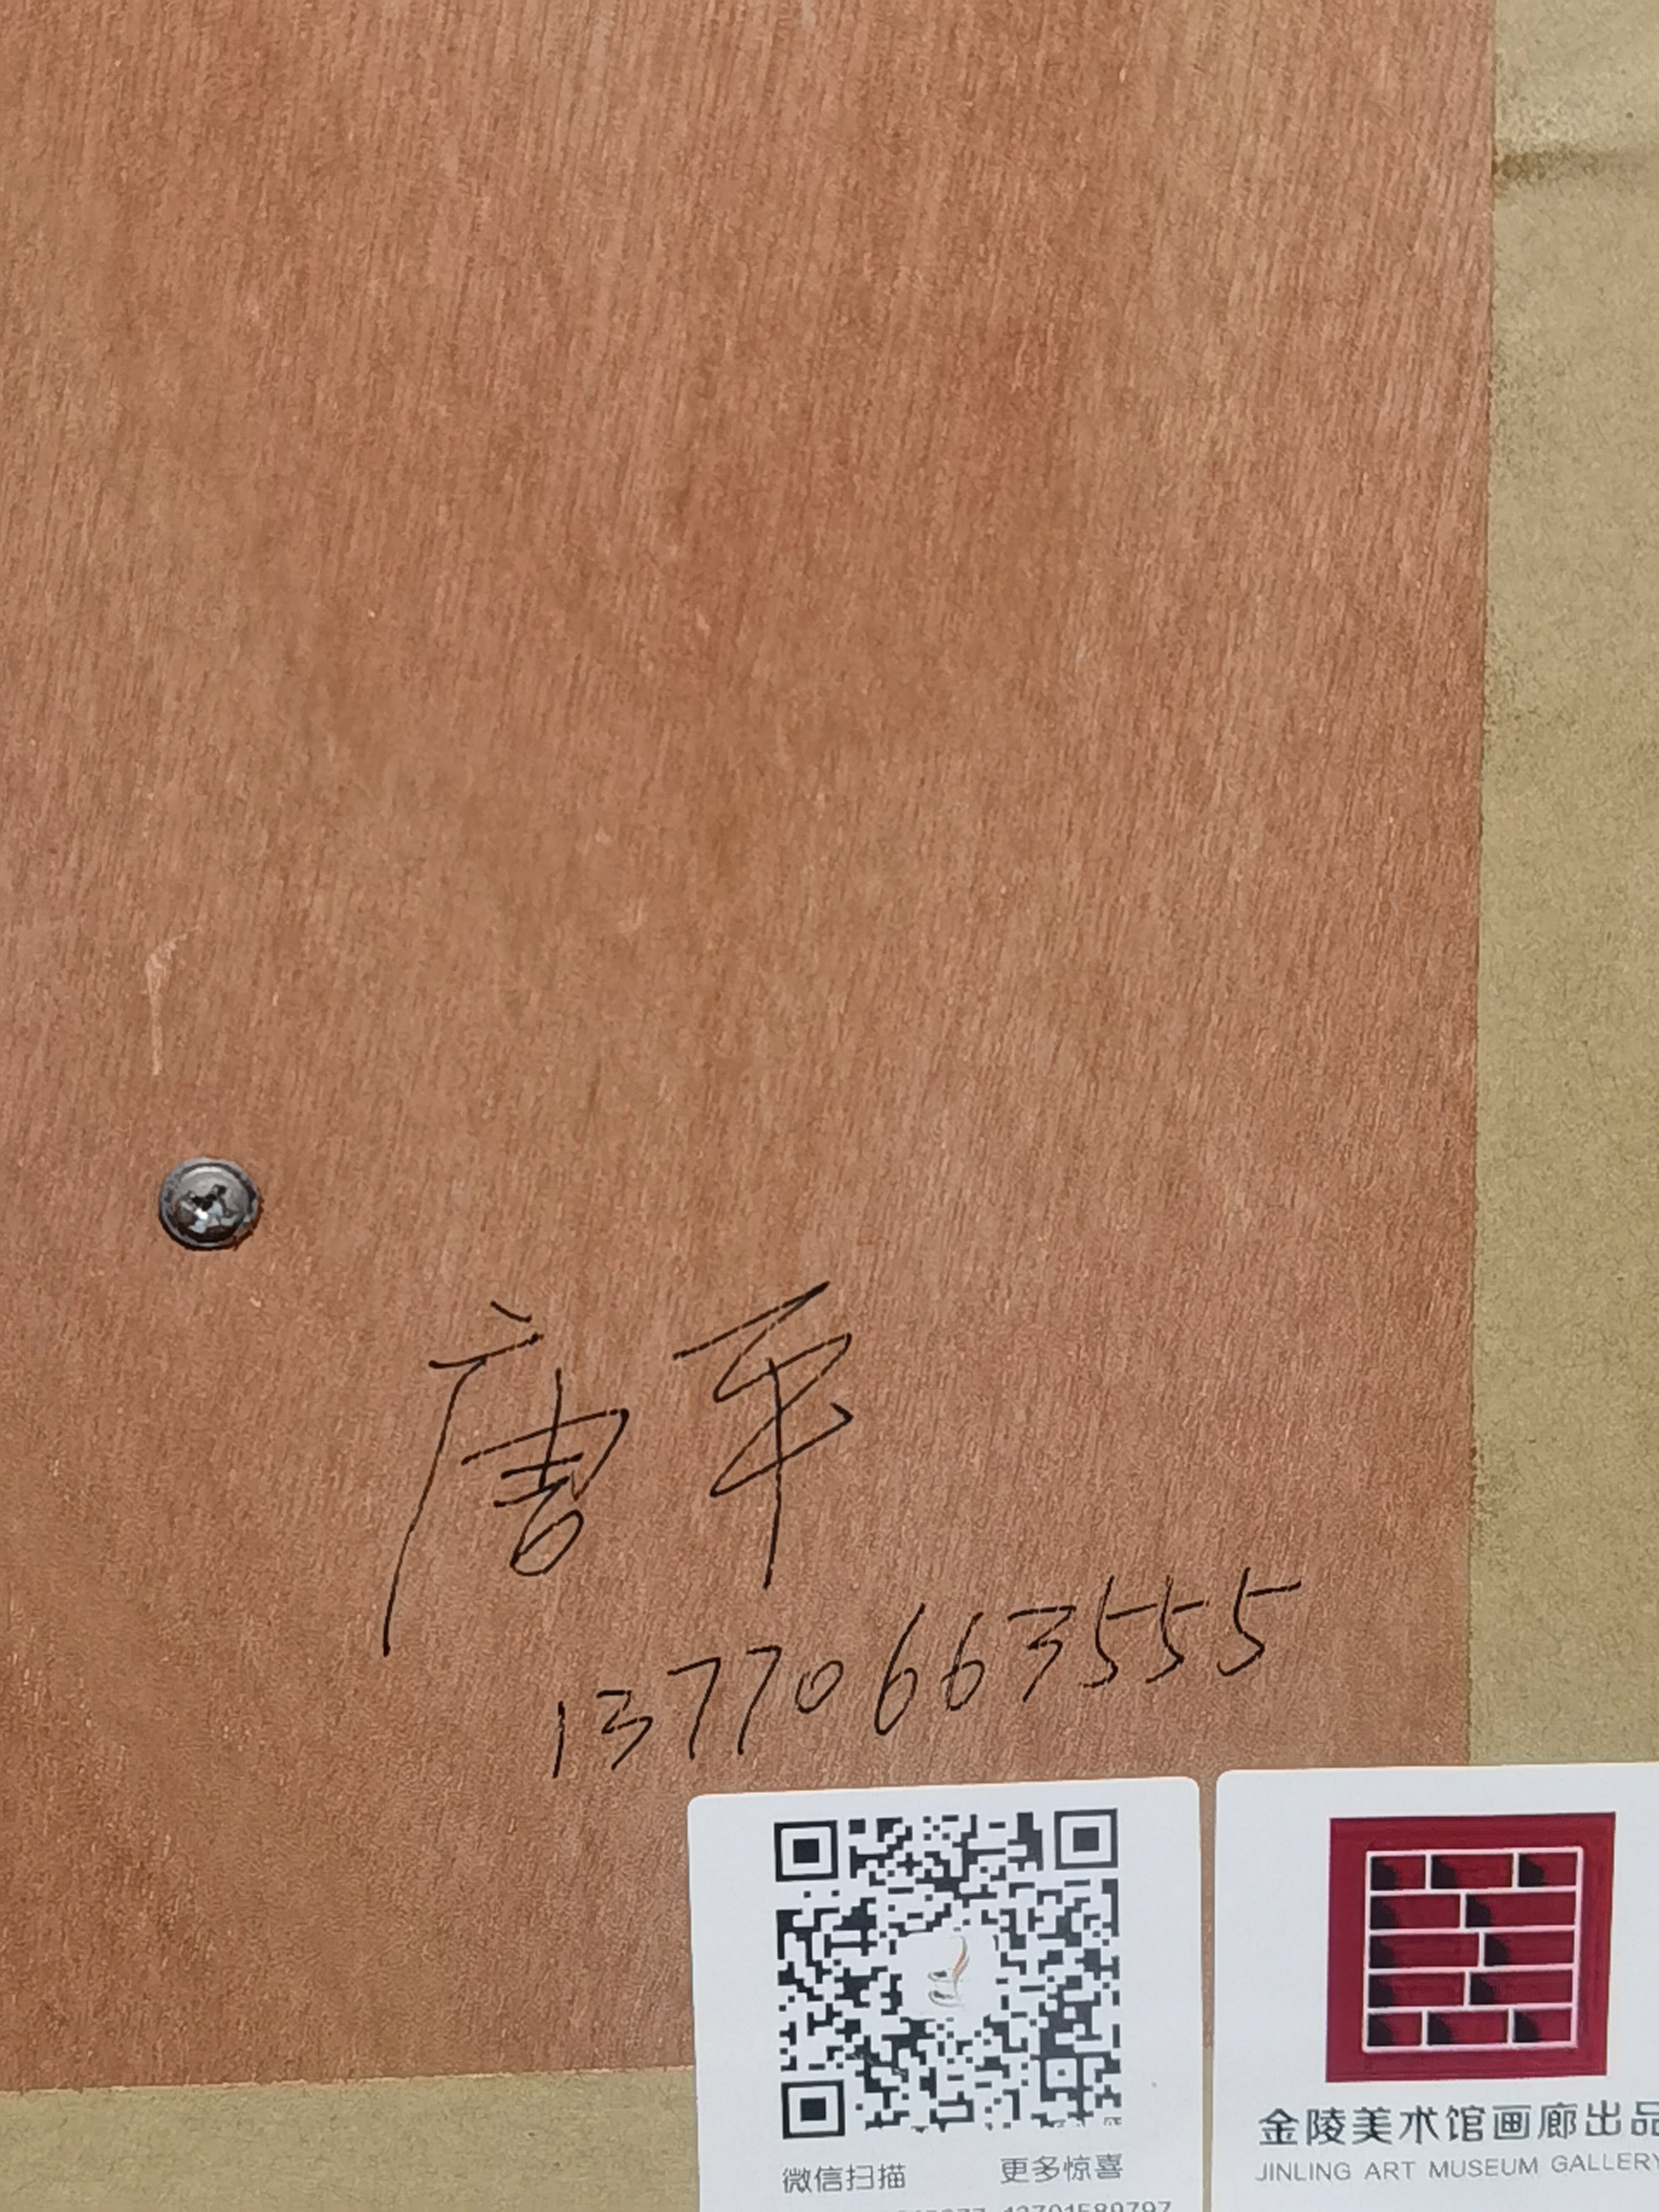 唐平
13770663555
微信扫描 更多惊喜
13701589797
金陵美术馆画廊出品
JINLING ART MUSEUM GALLERY